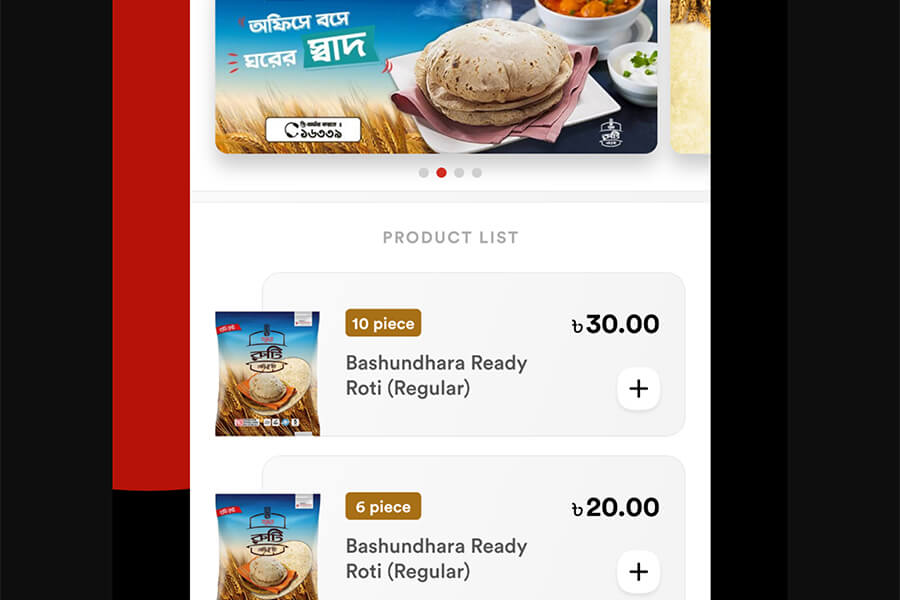 অফিসে বসে
ঘরের স্বাদ
১৬৩৩৯
রুটি
PRODUCT LIST
10 piece
৳30.00
Bashundhara Ready
Roti (Regular)
রুটি
6 piece
৳20.00
Bashundhara Ready
Roti (Regular)
রুটি